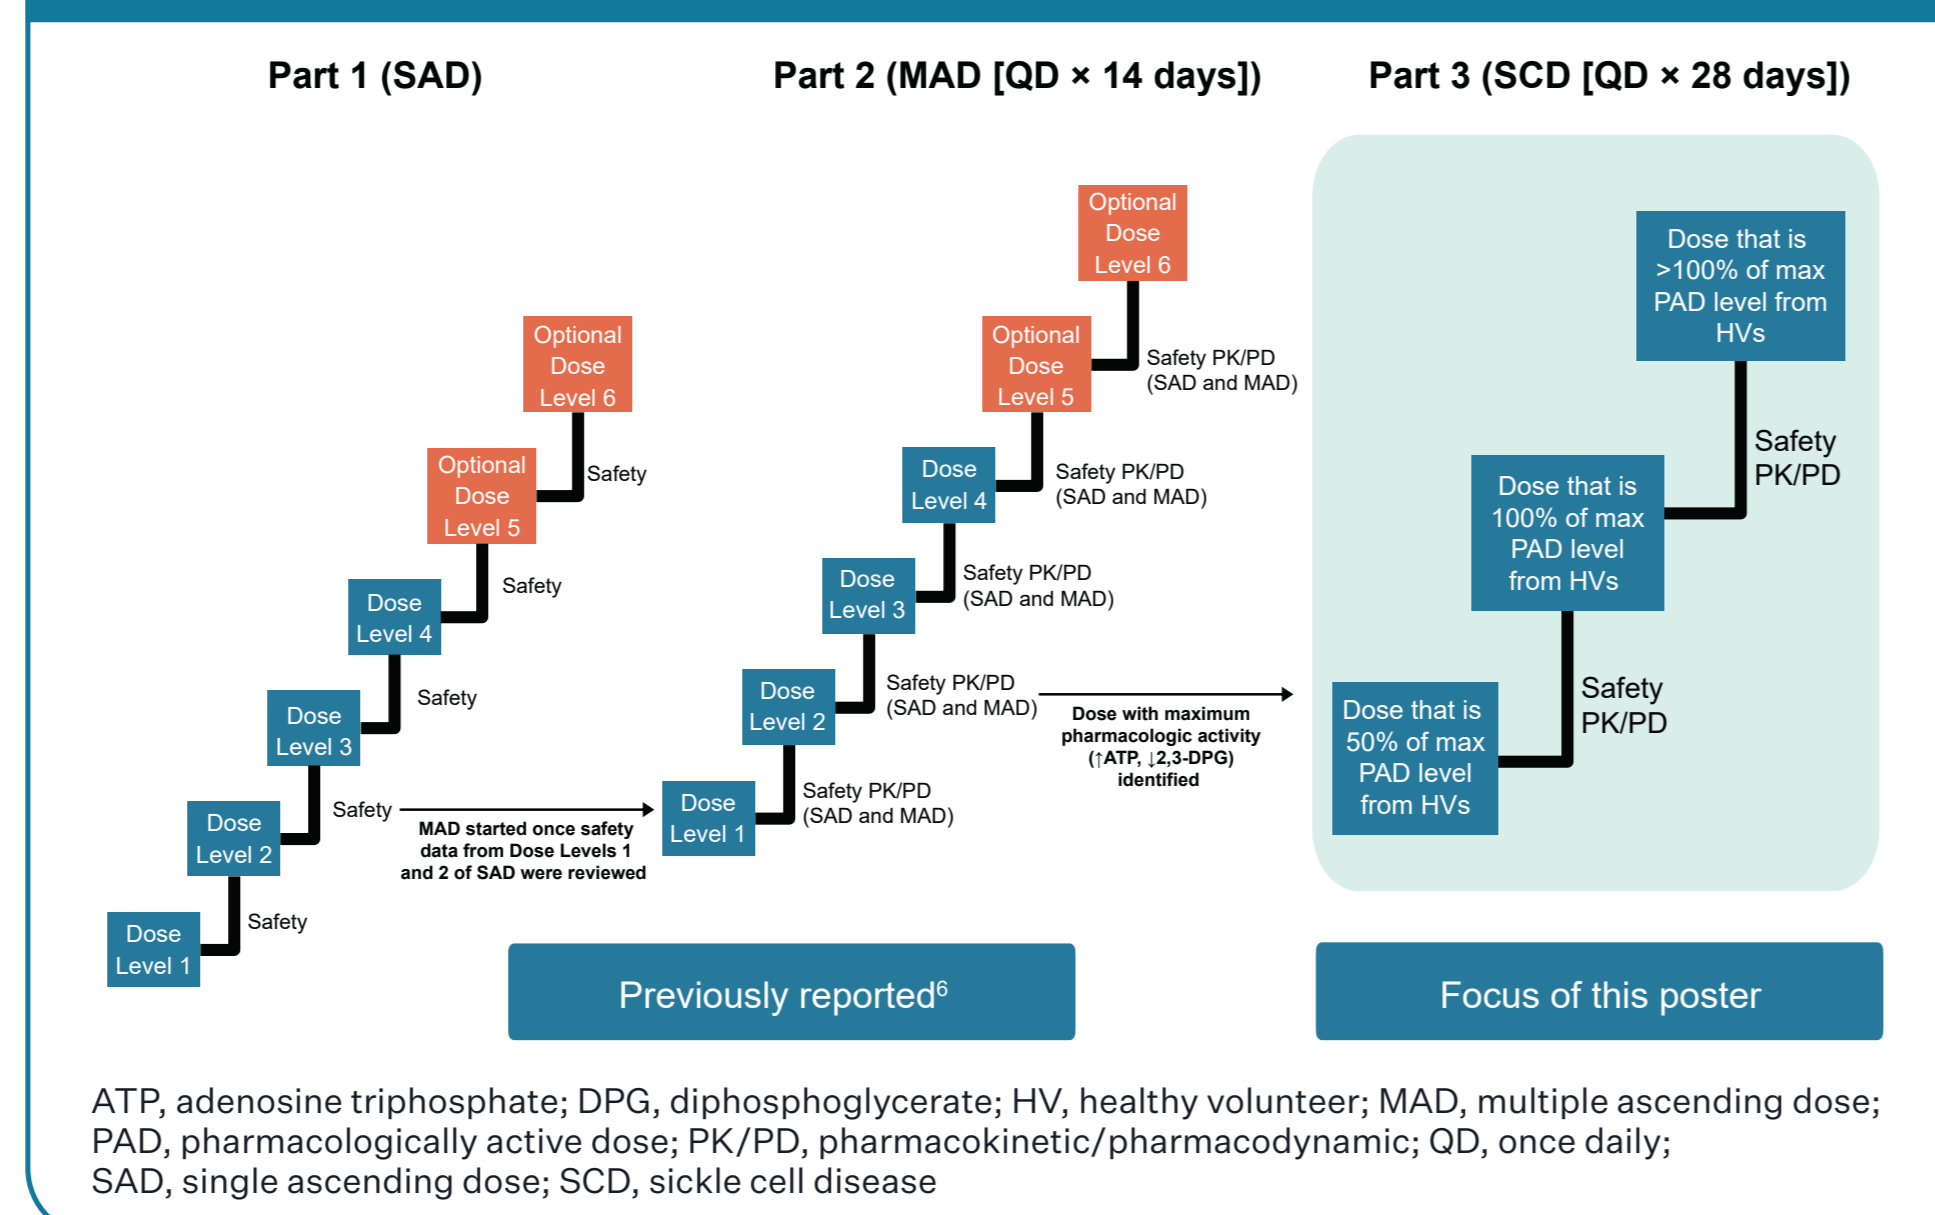 Part 1 (SAD)
Optional
Dose
Level 6
Safety
Optional
Dose
Level 5
Safety
Dose
Level 4
Safety
Dose
Level 3
Safety
Dose
Level 2
Safety
Dose
Level 1
MAD started once safety
data from Dose Levels 1
and 2 of SAD were reviewed
Part 2 (MAD [QD × 14 days])
Optional
Dose
Level 6
Safety PK/PD
(SAD and MAD)
Optional
Dose
Level 5
Safety PK/PD
(SAD and MAD)
Dose
Level 4
Safety PK/PD
(SAD and MAD)
Dose
Level 3
Safety PK/PD
(SAD and MAD)
Dose
Level 2
Safety PK/PD
(SAD and MAD)
Dose
Level 1
Dose with maximum
pharmacologic activity
(↑ATP, ↓2,3-DPG)
identified
Part 3 (SCD [QD × 28 days])
Dose that is
>100% of max
PAD level from
HVs
Safety
PK/PD
Dose that is
100% of max
PAD level
from HVs
Safety
PK/PD
Dose that is
50% of max
PAD level
from HVs
Previously reported⁶
Focus of this poster
ATP, adenosine triphosphate; DPG, diphosphoglycerate; HV, healthy volunteer; MAD, multiple ascending dose;
PAD, pharmacologically active dose; PK/PD, pharmacokinetic/pharmacodynamic; QD, once daily;
SAD, single ascending dose; SCD, sickle cell disease